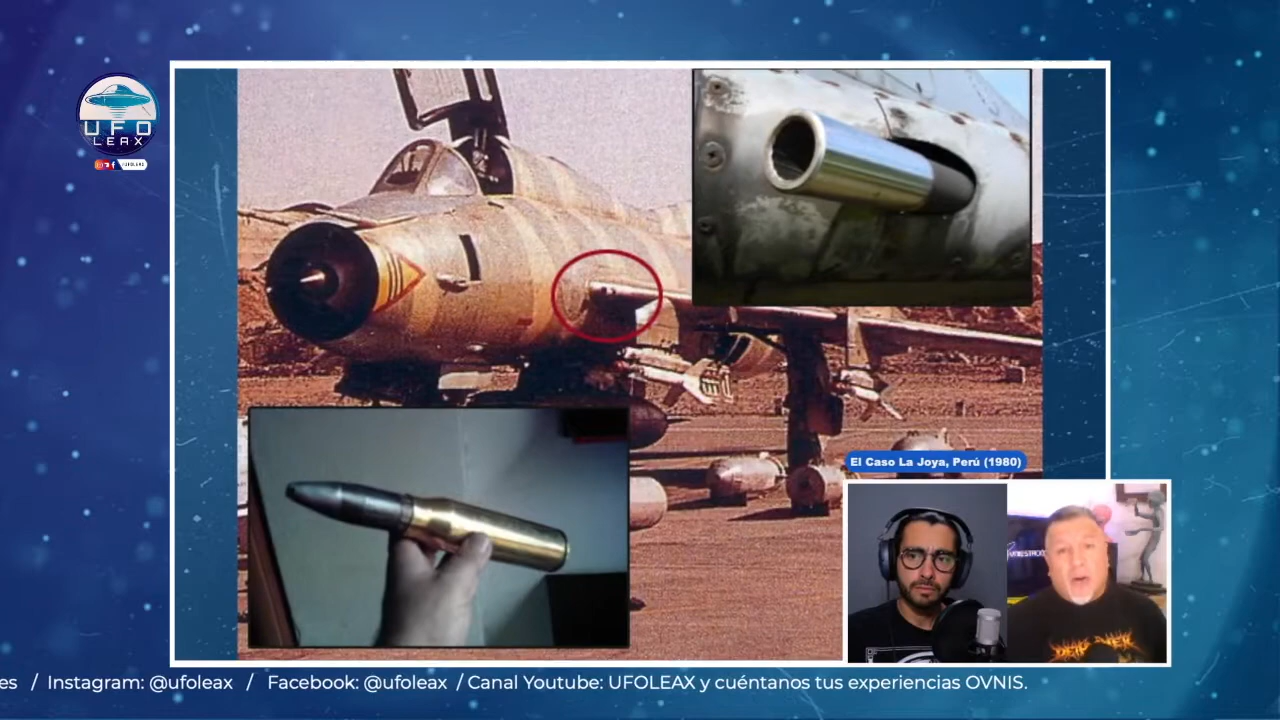 UFO
LEAX
UFOLEAX
El Caso La Joya, Perú (1980)
es / Instagram: @ufoleax / Facebook: @ufoleax / Canal Youtube: UFOLEAX y cuéntanos tus experiencias OVNIS.